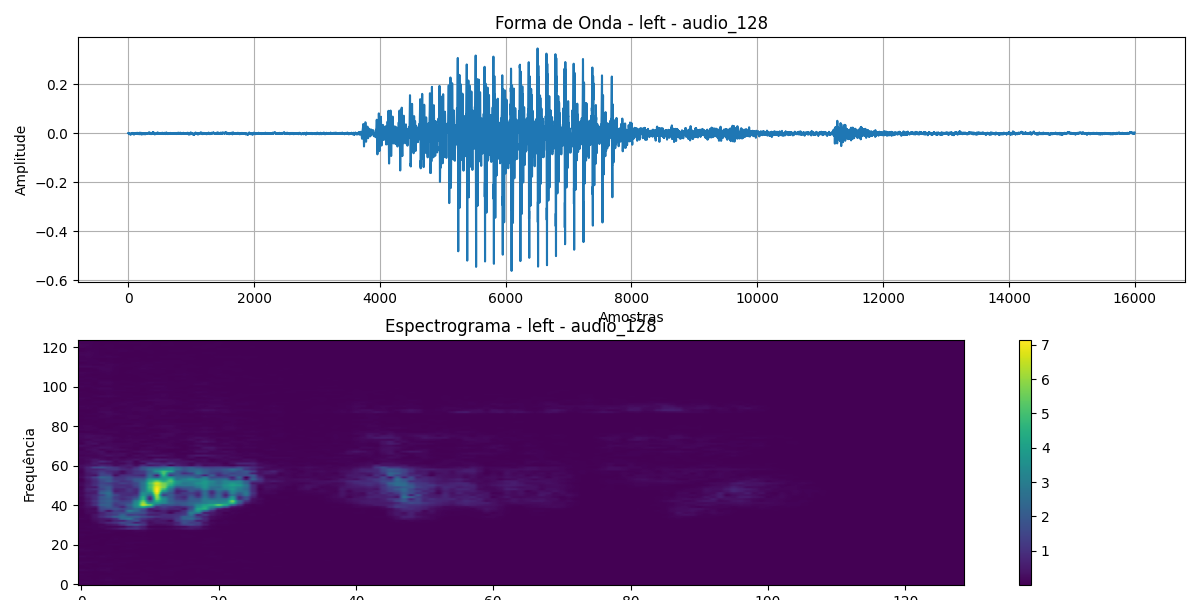 Forma de Onda - left - audio_128
Amplitude
0.2
0.0
−0.2
−0.4
−0.6
0 2000 4000 6000 8000 10000 12000 14000 16000
Amostras
Espectrograma - left - audio_128
Frequência
120
100
80
60
40
20
0
0 20 40 60 80 100 120
7
6
5
4
3
2
1